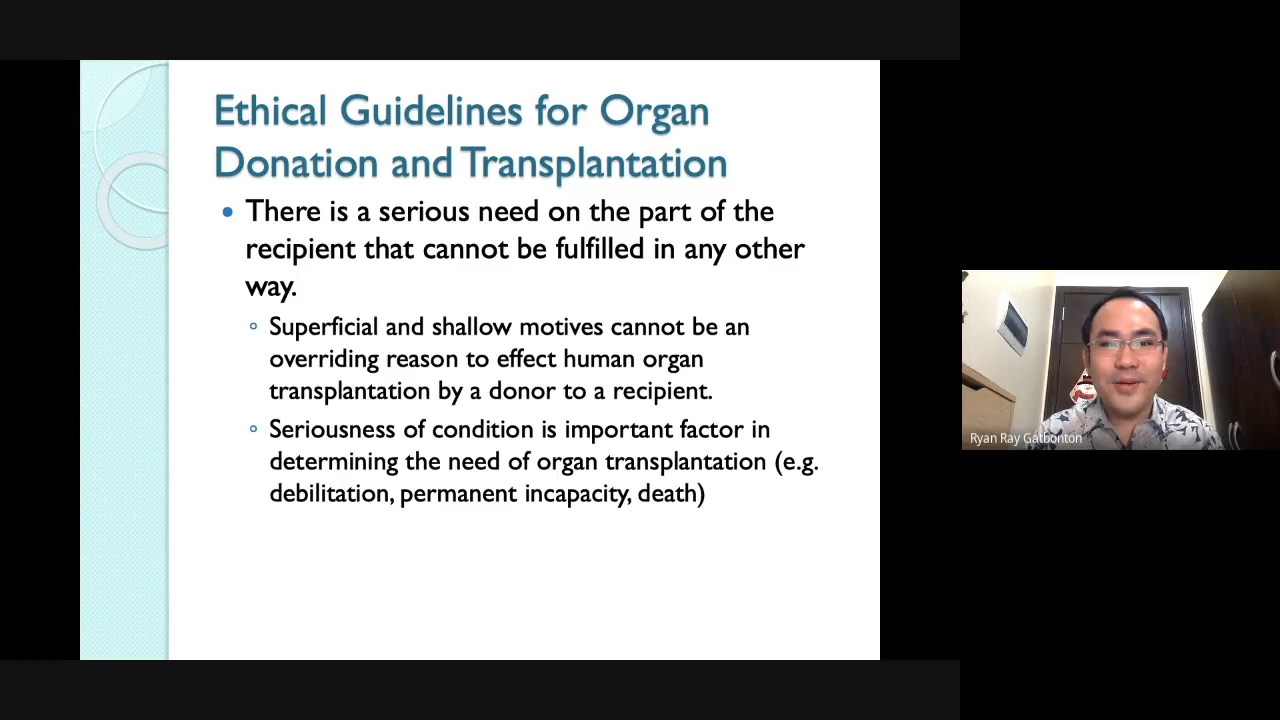 Ethical Guidelines for Organ
Donation and Transplantation
• There is a serious need on the part of the
recipient that cannot be fulfilled in any other
way.
◦ Superficial and shallow motives cannot be an
overriding reason to effect human organ
transplantation by a donor to a recipient.
◦ Seriousness of condition is important factor in
determining the need of organ transplantation (e.g.
debilitation, permanent incapacity, death)
Ryan Ray Gatbonton